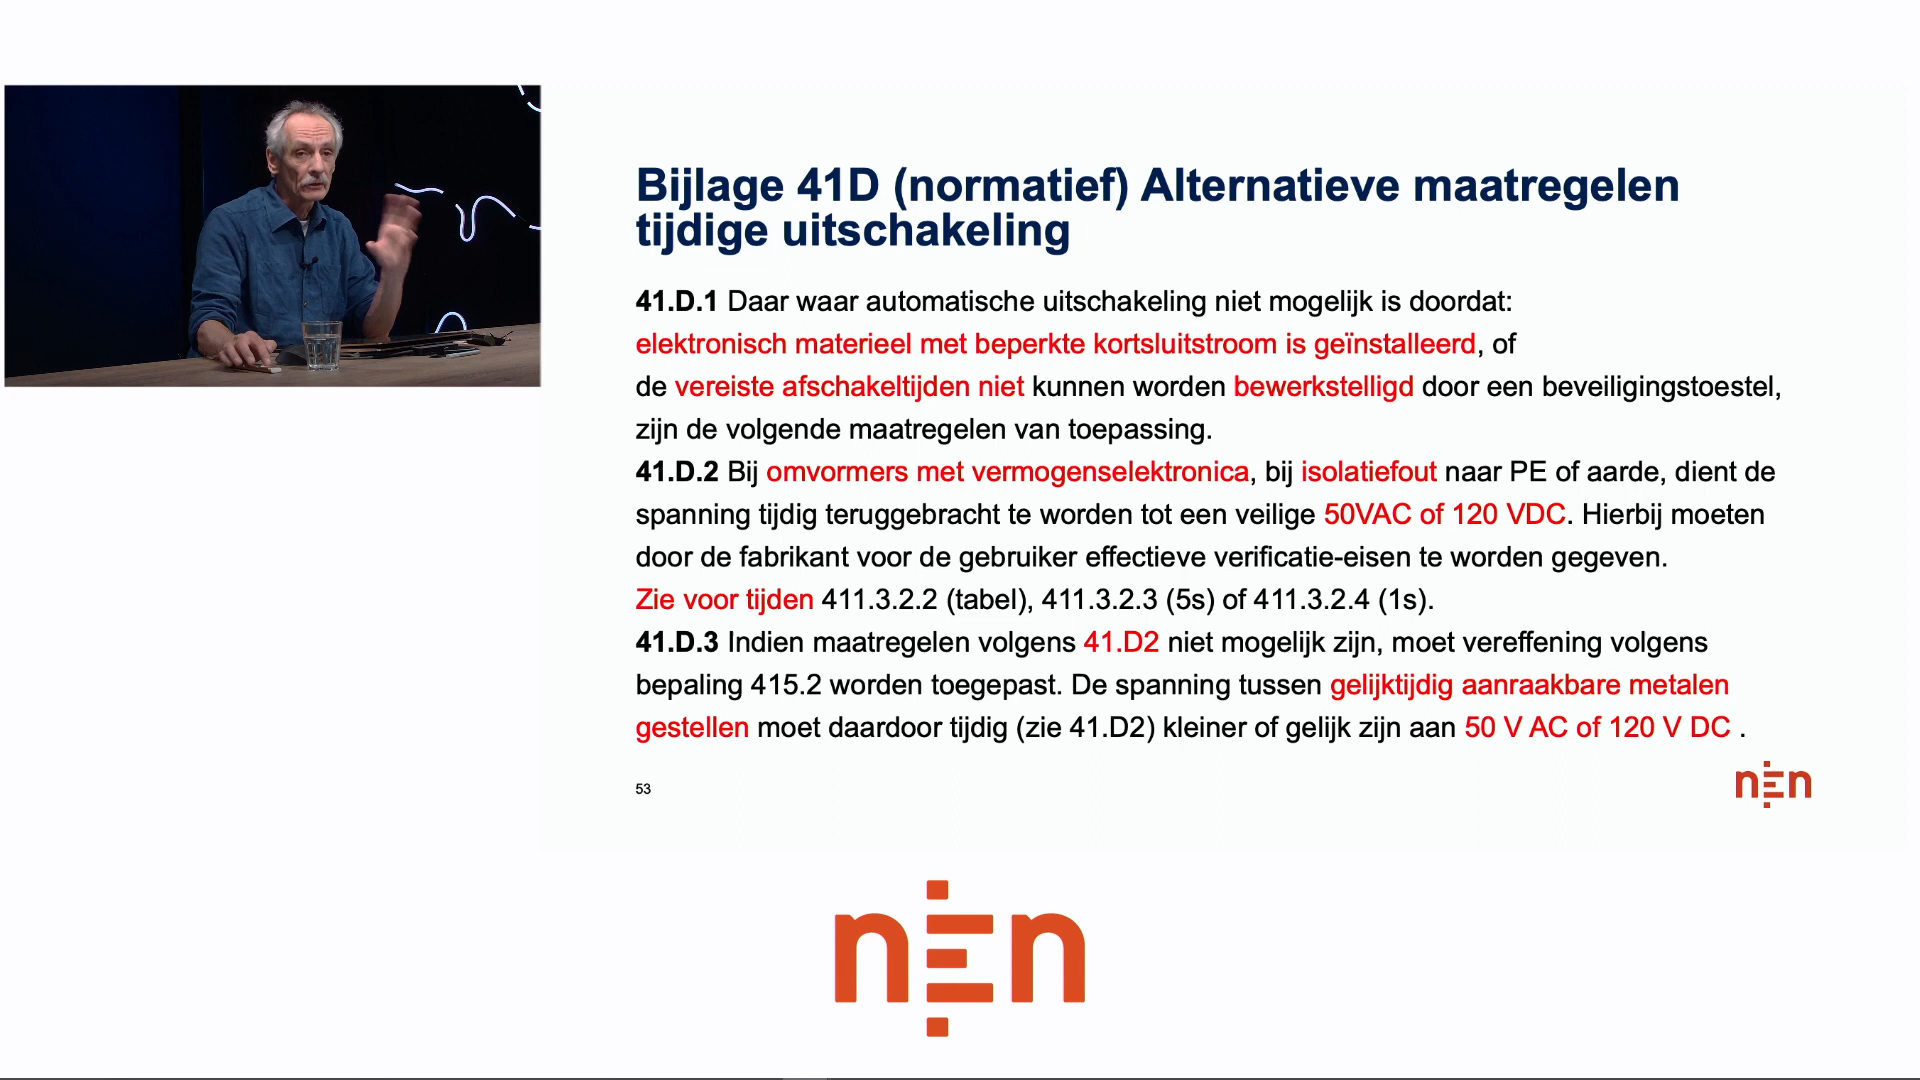 Bijlage 41D (normatief) Alternatieve maatregelen
tijdige uitschakeling
41.D.1 Daar waar automatische uitschakeling niet mogelijk is doordat:
elektronisch materieel met beperkte kortsluitstroom is geïnstalleerd, of
de vereiste afschakeltijden niet kunnen worden bewerkstelligd door een beveiligingstoestel,
zijn de volgende maatregelen van toepassing.
41.D.2 Bij omvormers met vermogenselektronica, bij isolatiefout naar PE of aarde, dient de
spanning tijdig teruggebracht te worden tot een veilige 50VAC of 120 VDC. Hierbij moeten
door de fabrikant voor de gebruiker effectieve verificatie-eisen te worden gegeven.
Zie voor tijden 411.3.2.2 (tabel), 411.3.2.3 (5s) of 411.3.2.4 (1s).
41.D.3 Indien maatregelen volgens 41.D2 niet mogelijk zijn, moet vereffening volgens
bepaling 415.2 worden toegepast. De spanning tussen gelijktijdig aanraakbare metalen
gestellen moet daardoor tijdig (zie 41.D2) kleiner of gelijk zijn aan 50 V AC of 120 V DC .
53
nen
nen